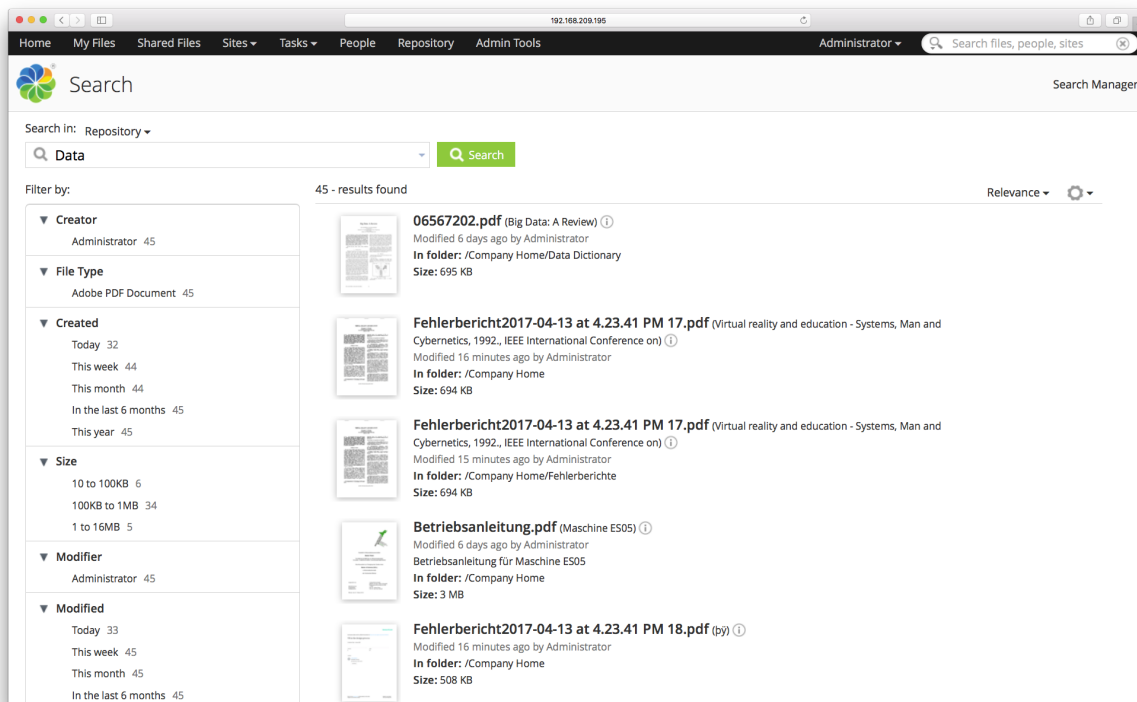 192.168.209.195
Home My Files Shared Files Sites Tasks People Repository Admin Tools Administrator Search files, people, sites
Search Search Manager
Search in: Repository
Data Search
Filter by:
Creator
Administrator 45
File Type
Adobe PDF Document 45
Created
Today 32
This week 44
This month 44
In the last 6 months 45
This year 45
Size
10 to 100KB 6
100KB to 1MB 34
1 to 16MB 5
Modifier
Administrator 45
Modified
Today 33
This week 45
This month 45
In the last 6 months 45
45 - results found Relevance
06567202.pdf (Big Data: A Review)
Modified 6 days ago by Administrator
In folder: /Company Home/Data Dictionary
Size: 695 KB
Fehlerbericht2017-04-13 at 4.23.41 PM 17.pdf (Virtual reality and education - Systems, Man and
Cybernetics, 1992., IEEE International Conference on)
Modified 16 minutes ago by Administrator
In folder: /Company Home
Size: 694 KB
Fehlerbericht2017-04-13 at 4.23.41 PM 17.pdf (Virtual reality and education - Systems, Man and
Cybernetics, 1992., IEEE International Conference on)
Modified 15 minutes ago by Administrator
In folder: /Company Home/Fehlerberichte
Size: 694 KB
Betriebsanleitung.pdf (Maschine ES05)
Modified 6 days ago by Administrator
Betriebsanleitung für Maschine ES05
In folder: /Company Home
Size: 3 MB
Fehlerbericht2017-04-13 at 4.23.41 PM 18.pdf (þÿ)
Modified 16 minutes ago by Administrator
In folder: /Company Home
Size: 508 KB